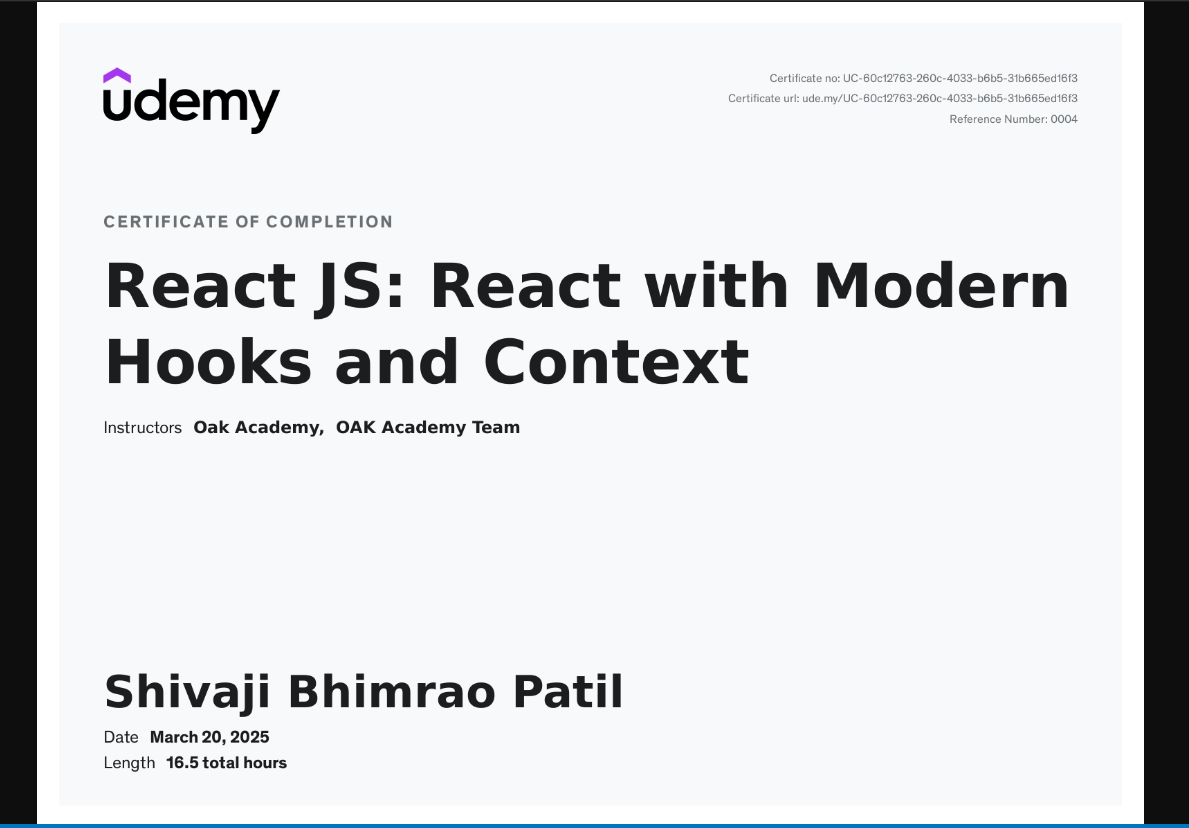 udemy
Certificate no: UC-60c12763-260c-4033-b6b5-31b665ed16f3
Certificate url: ude.my/UC-60c12763-260c-4033-b6b5-31b665ed16f3
Reference Number: 0004
CERTIFICATE OF COMPLETION
React JS: React with Modern
Hooks and Context
Instructors Oak Academy, OAK Academy Team
Shivaji Bhimrao Patil
Date March 20, 2025
Length 16.5 total hours